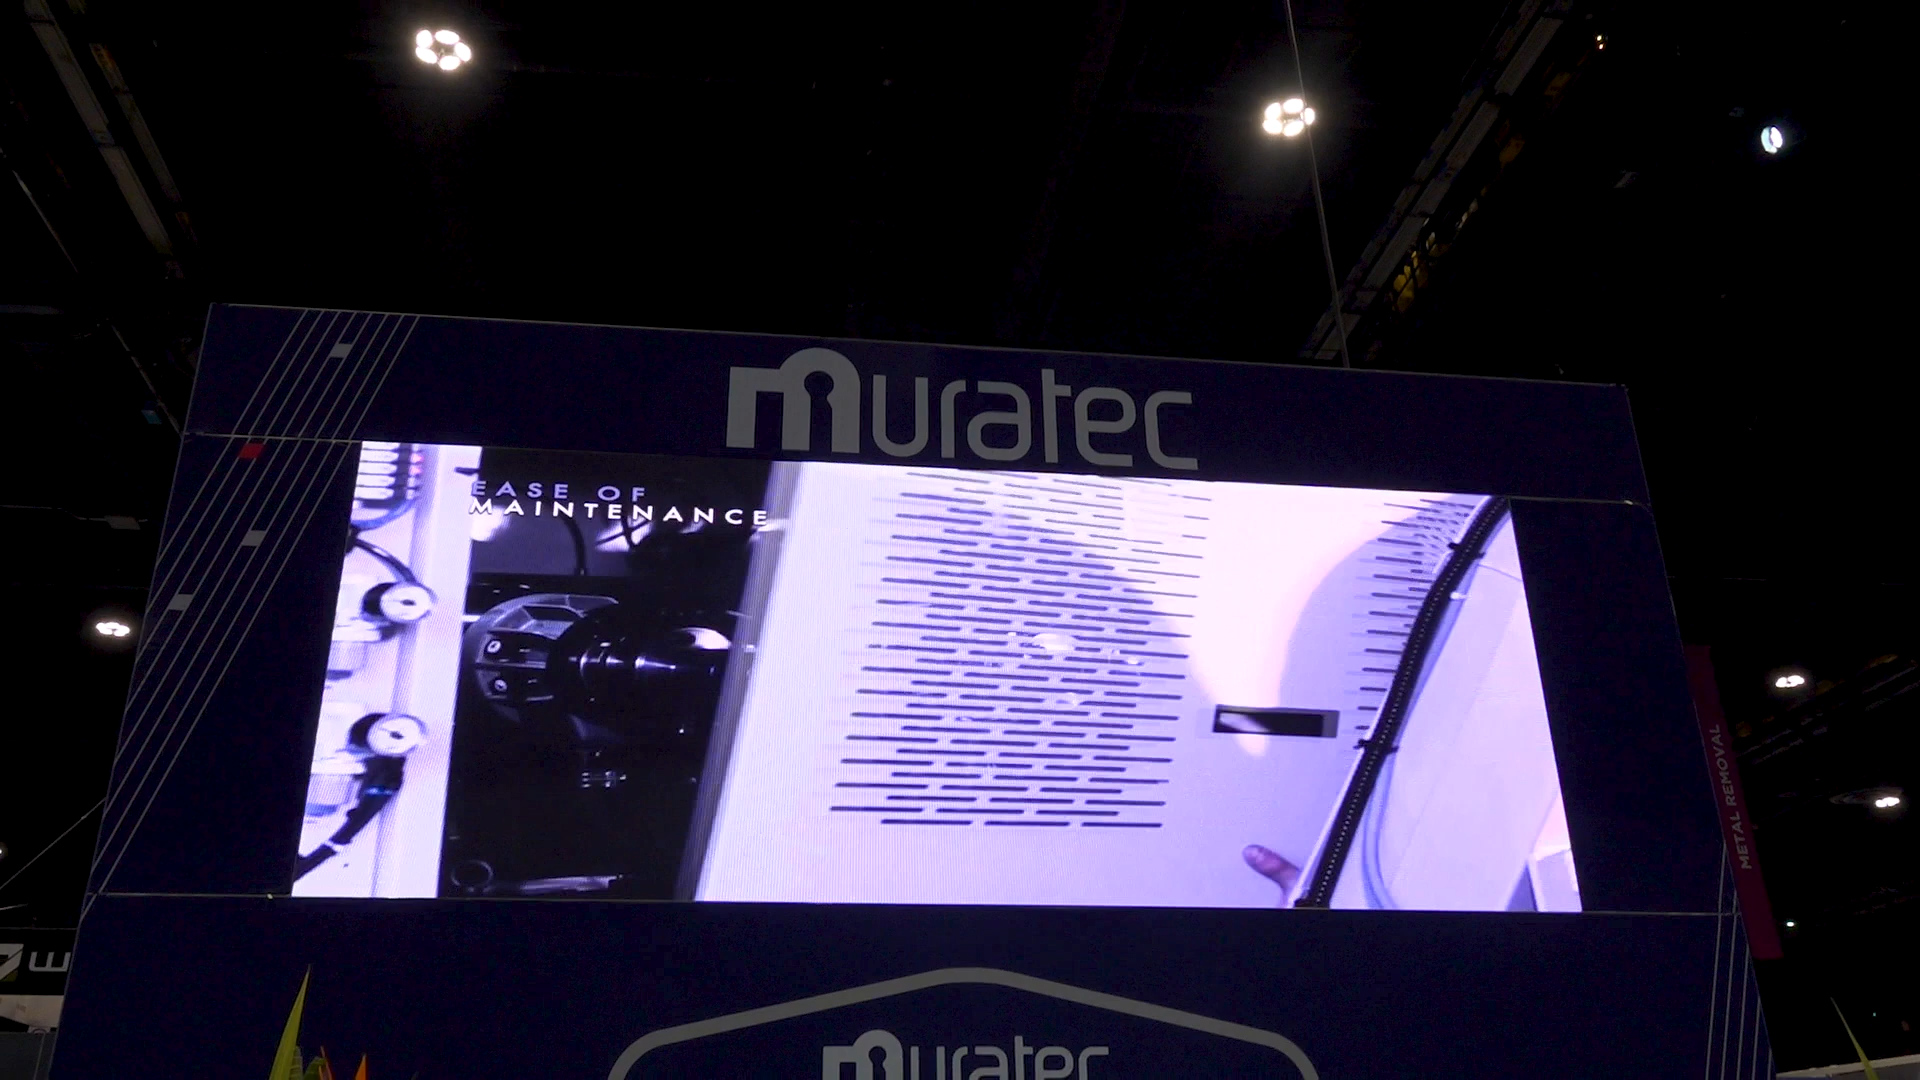 muratec
EASE OF
MAINTENANCE
METAL REMOVAL
muratec